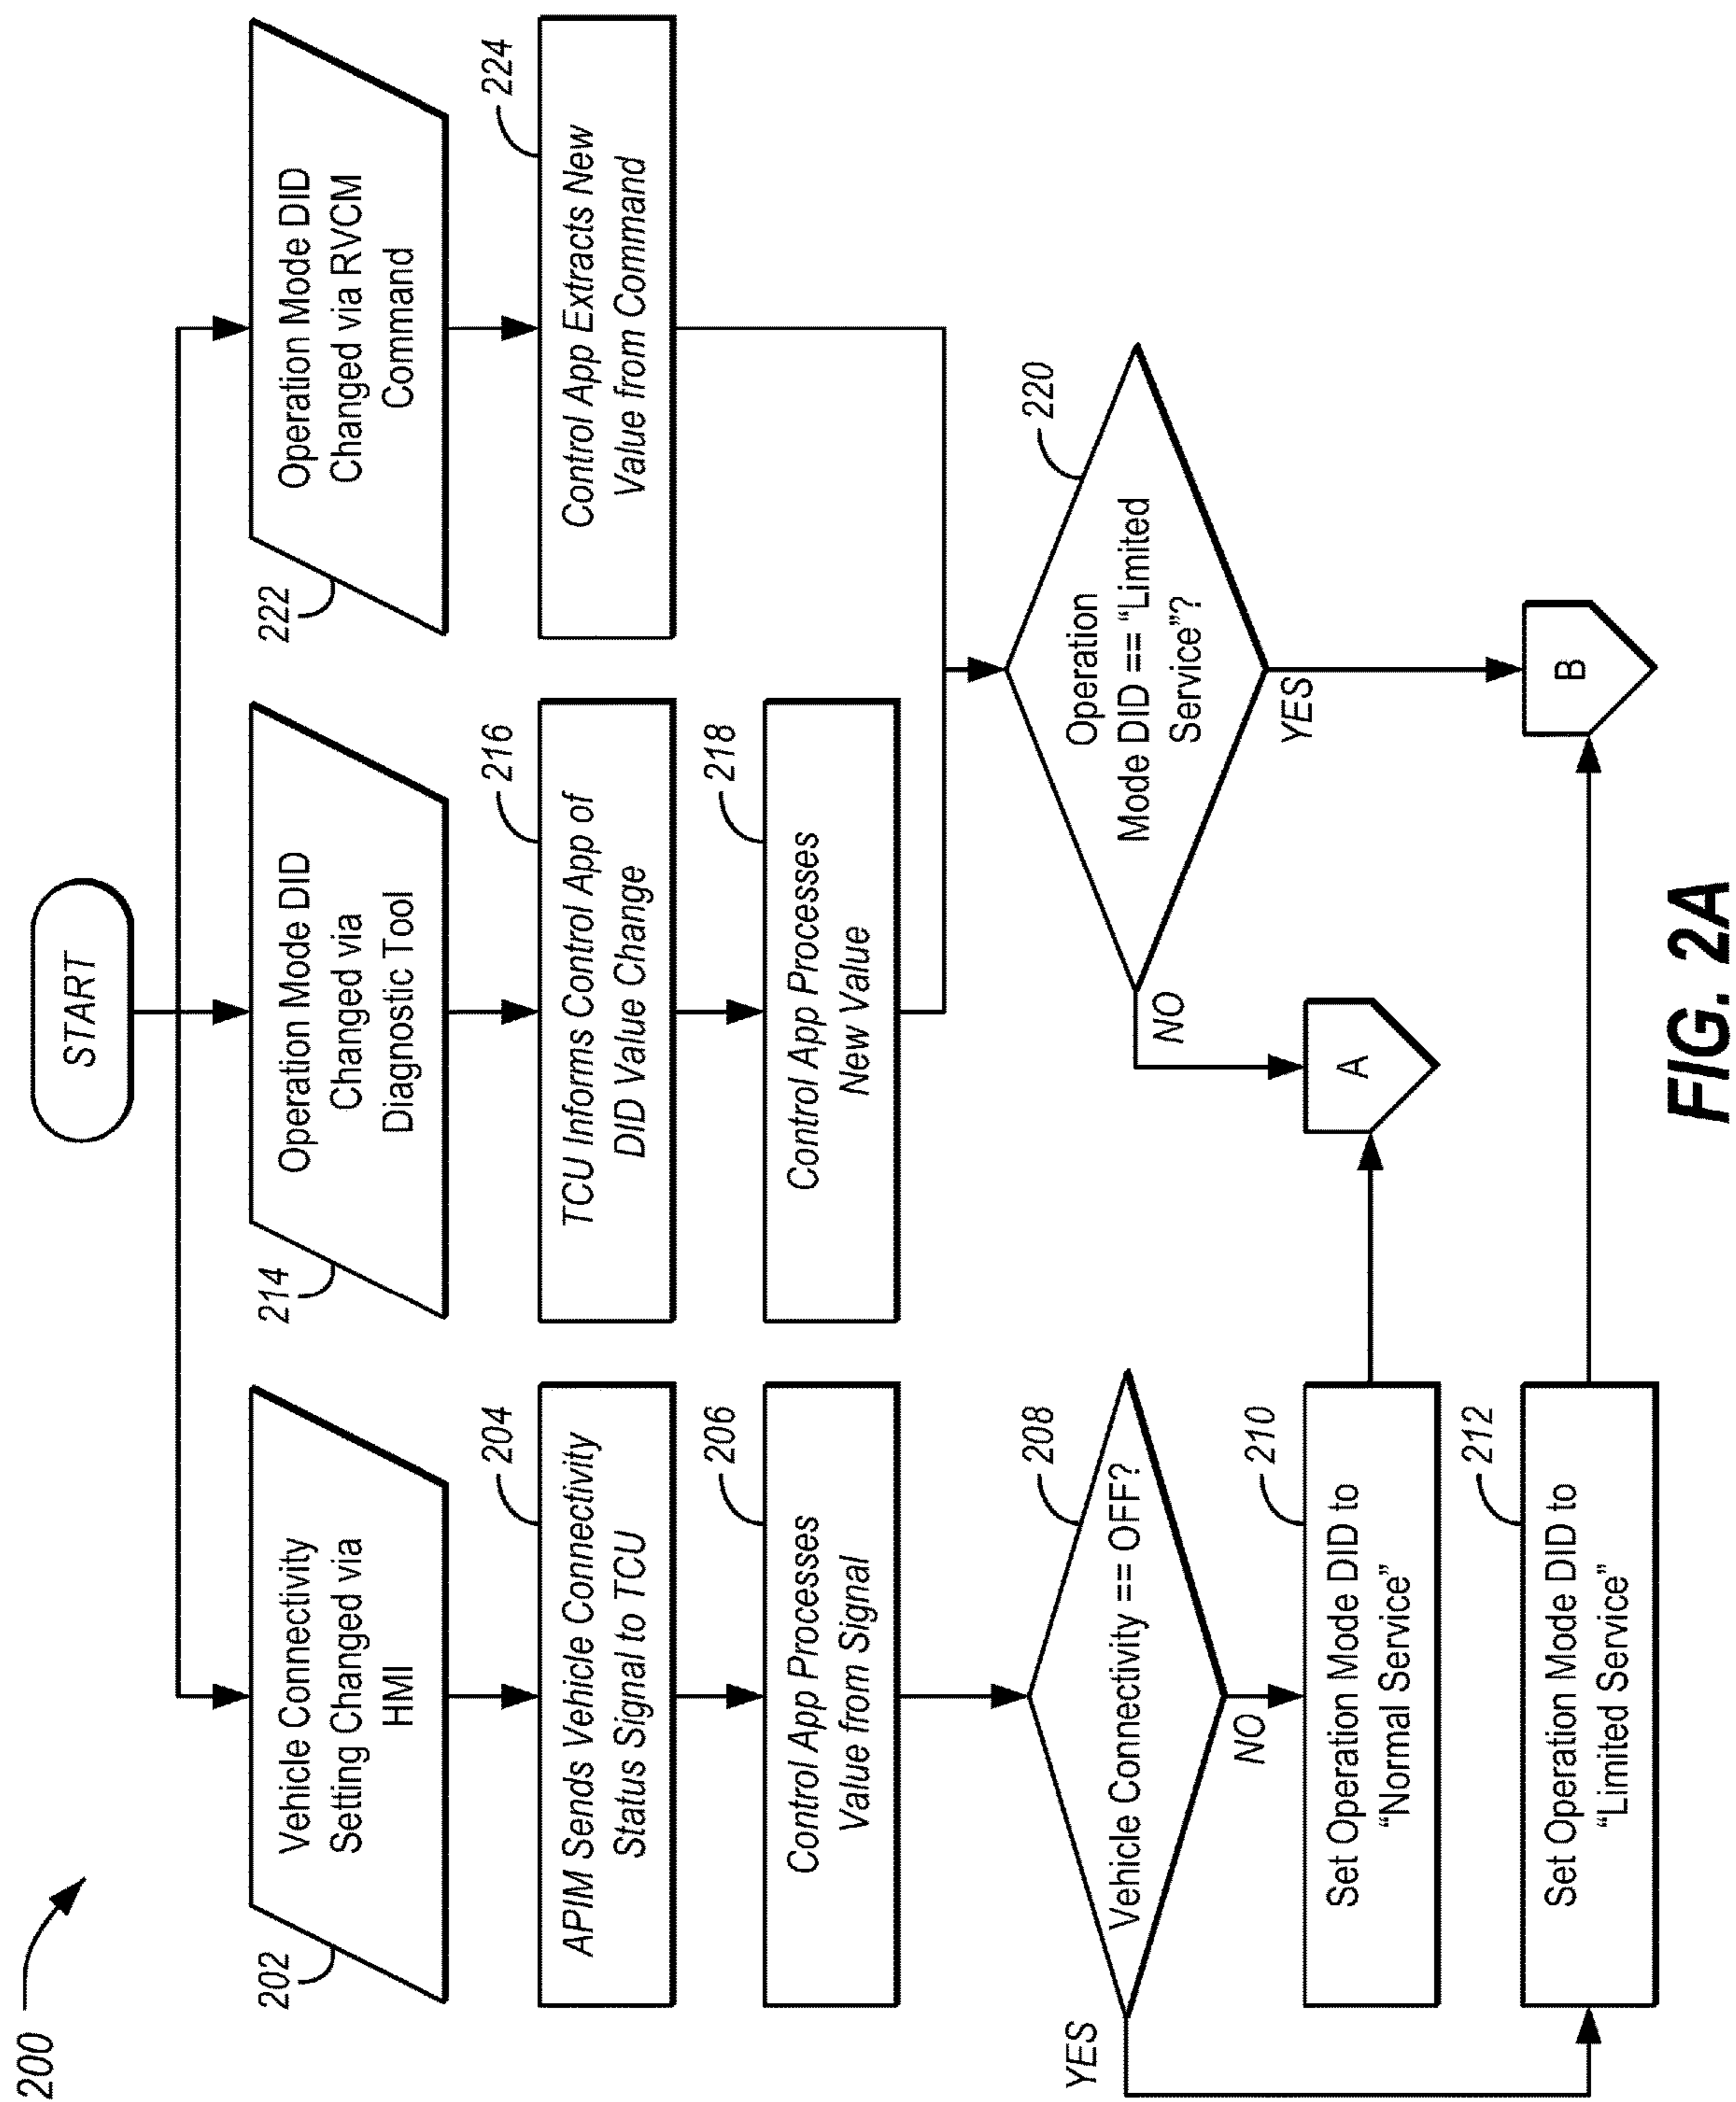 200
START
202
Vehicle Connectivity
Setting Changed via
HMI
204
APIM Sends Vehicle Connectivity
Status Signal to TCU
206
Control App Processes
Value from Signal
208
Vehicle Connectivity == OFF?
YES
NO
210
Set Operation Mode DID to
“Normal Service”
212
Set Operation Mode DID to
“Limited Service”
214
Operation Mode DID
Changed via
Diagnostic Tool
216
TCU Informs Control App of
DID Value Change
218
Control App Processes
New Value
222
Operation Mode DID
Changed via RVCM
Command
224
Control App Extracts New
Value from Command
220
Operation
Mode DID == “Limited
Service”?
NO
YES
A
B
FIG. 2A